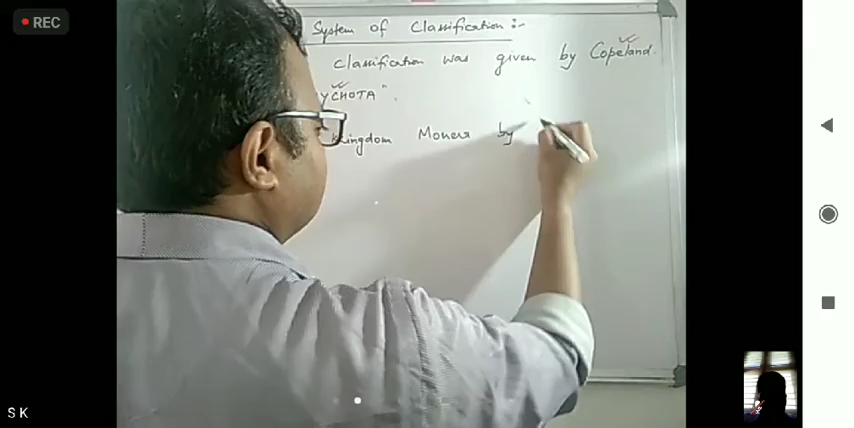 REC
System of Classification :-
Classification was given by Copeland.
YCHOTA".
Kingdom Monera by
S K